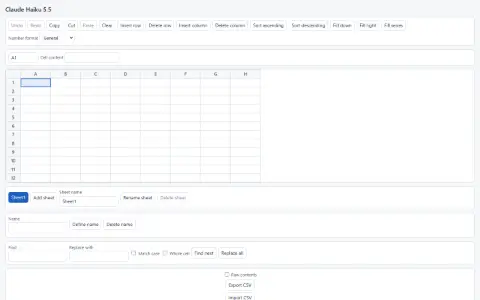 Claude Haiku 5.5
Undo Redo Copy Cut Paste Clear Insert row Delete row Insert column Delete column Sort ascending Sort descending Fill down Fill right Fill series
Number format General
A1 Cell content
A B C D E F G H
1
2
3
4
5
6
7
8
9
10
11
12
Sheet1 Add sheet Sheet name Sheet1 Rename sheet Delete sheet
Name
Define name Delete name
Find Replace with
Match case Whole cell Find next Replace all
Raw contents
Export CSV
Import CSV